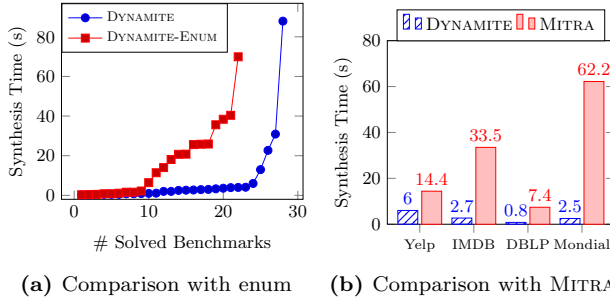 DYNAMITE
DYNAMITE-ENUM
Synthesis Time (s)
80
60
40
20
0
0 10 20 30
# Solved Benchmarks
(a) Comparison with enum
DYNAMITE MITRA
Synthesis Time (s)
80
60
40
20
0
6 14.4 2.7 33.5 0.8 7.4 2.5 62.2
Yelp IMDB DBLP Mondial
(b) Comparison with MITRA